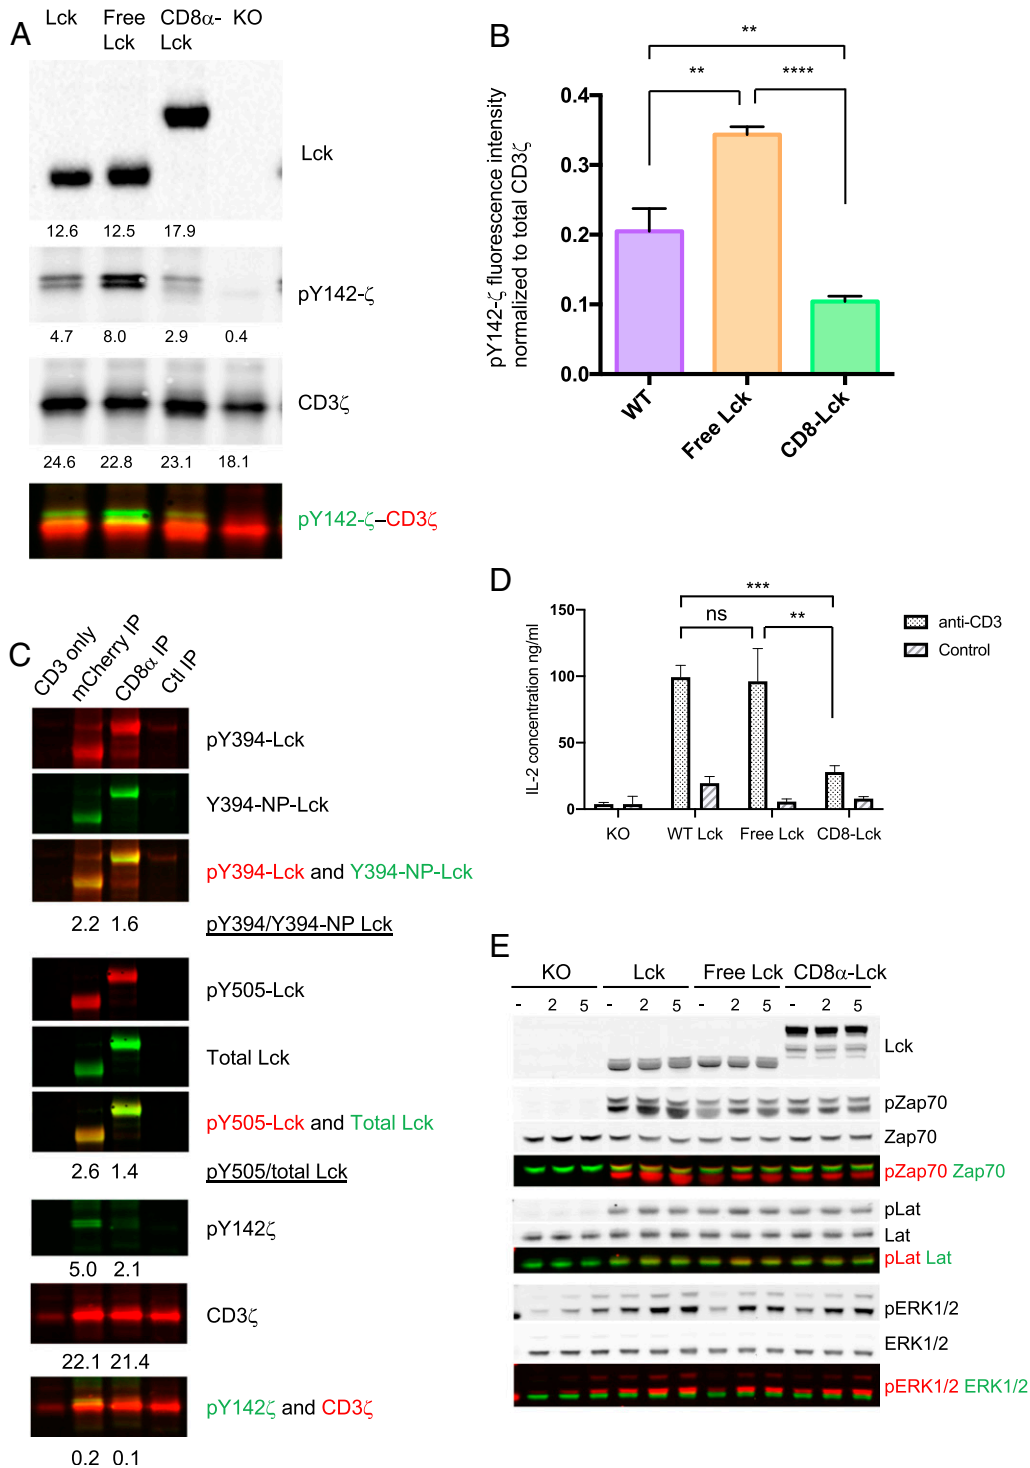 A
Lck Free Lck CD8α-Lck KO
Lck
12.6 12.5 17.9
pY142-ζ
4.7 8.0 2.9 0.4
CD3ζ
24.6 22.8 23.1 18.1
pY142-ζ–CD3ζ
B
pY142-ζ fluorescence intensity
normalized to total CD3ζ
**
** ****
0.4
0.3
0.2
0.1
0.0
WT Free Lck CD8-Lck
C
CD3 only mCherry IP CD8α IP Ctl IP
pY394-Lck
Y394-NP-Lck
pY394-Lck and Y394-NP-Lck
2.2 1.6 pY394/Y394-NP Lck
pY505-Lck
Total Lck
pY505-Lck and Total Lck
2.6 1.4 pY505/total Lck
pY142ζ
5.0 2.1
CD3ζ
22.1 21.4
pY142ζ and CD3ζ
0.2 0.1
D
IL-2 concentration ng/ml
***
ns **
150
100
50
0
KO WT Lck Free Lck CD8-Lck
anti-CD3
Control
E
KO Lck Free Lck CD8α-Lck
- 2 5 - 2 5 - 2 5 - 2 5
Lck
pZap70
Zap70
pZap70 Zap70
pLat
Lat
pLat Lat
pERK1/2
ERK1/2
pERK1/2 ERK1/2